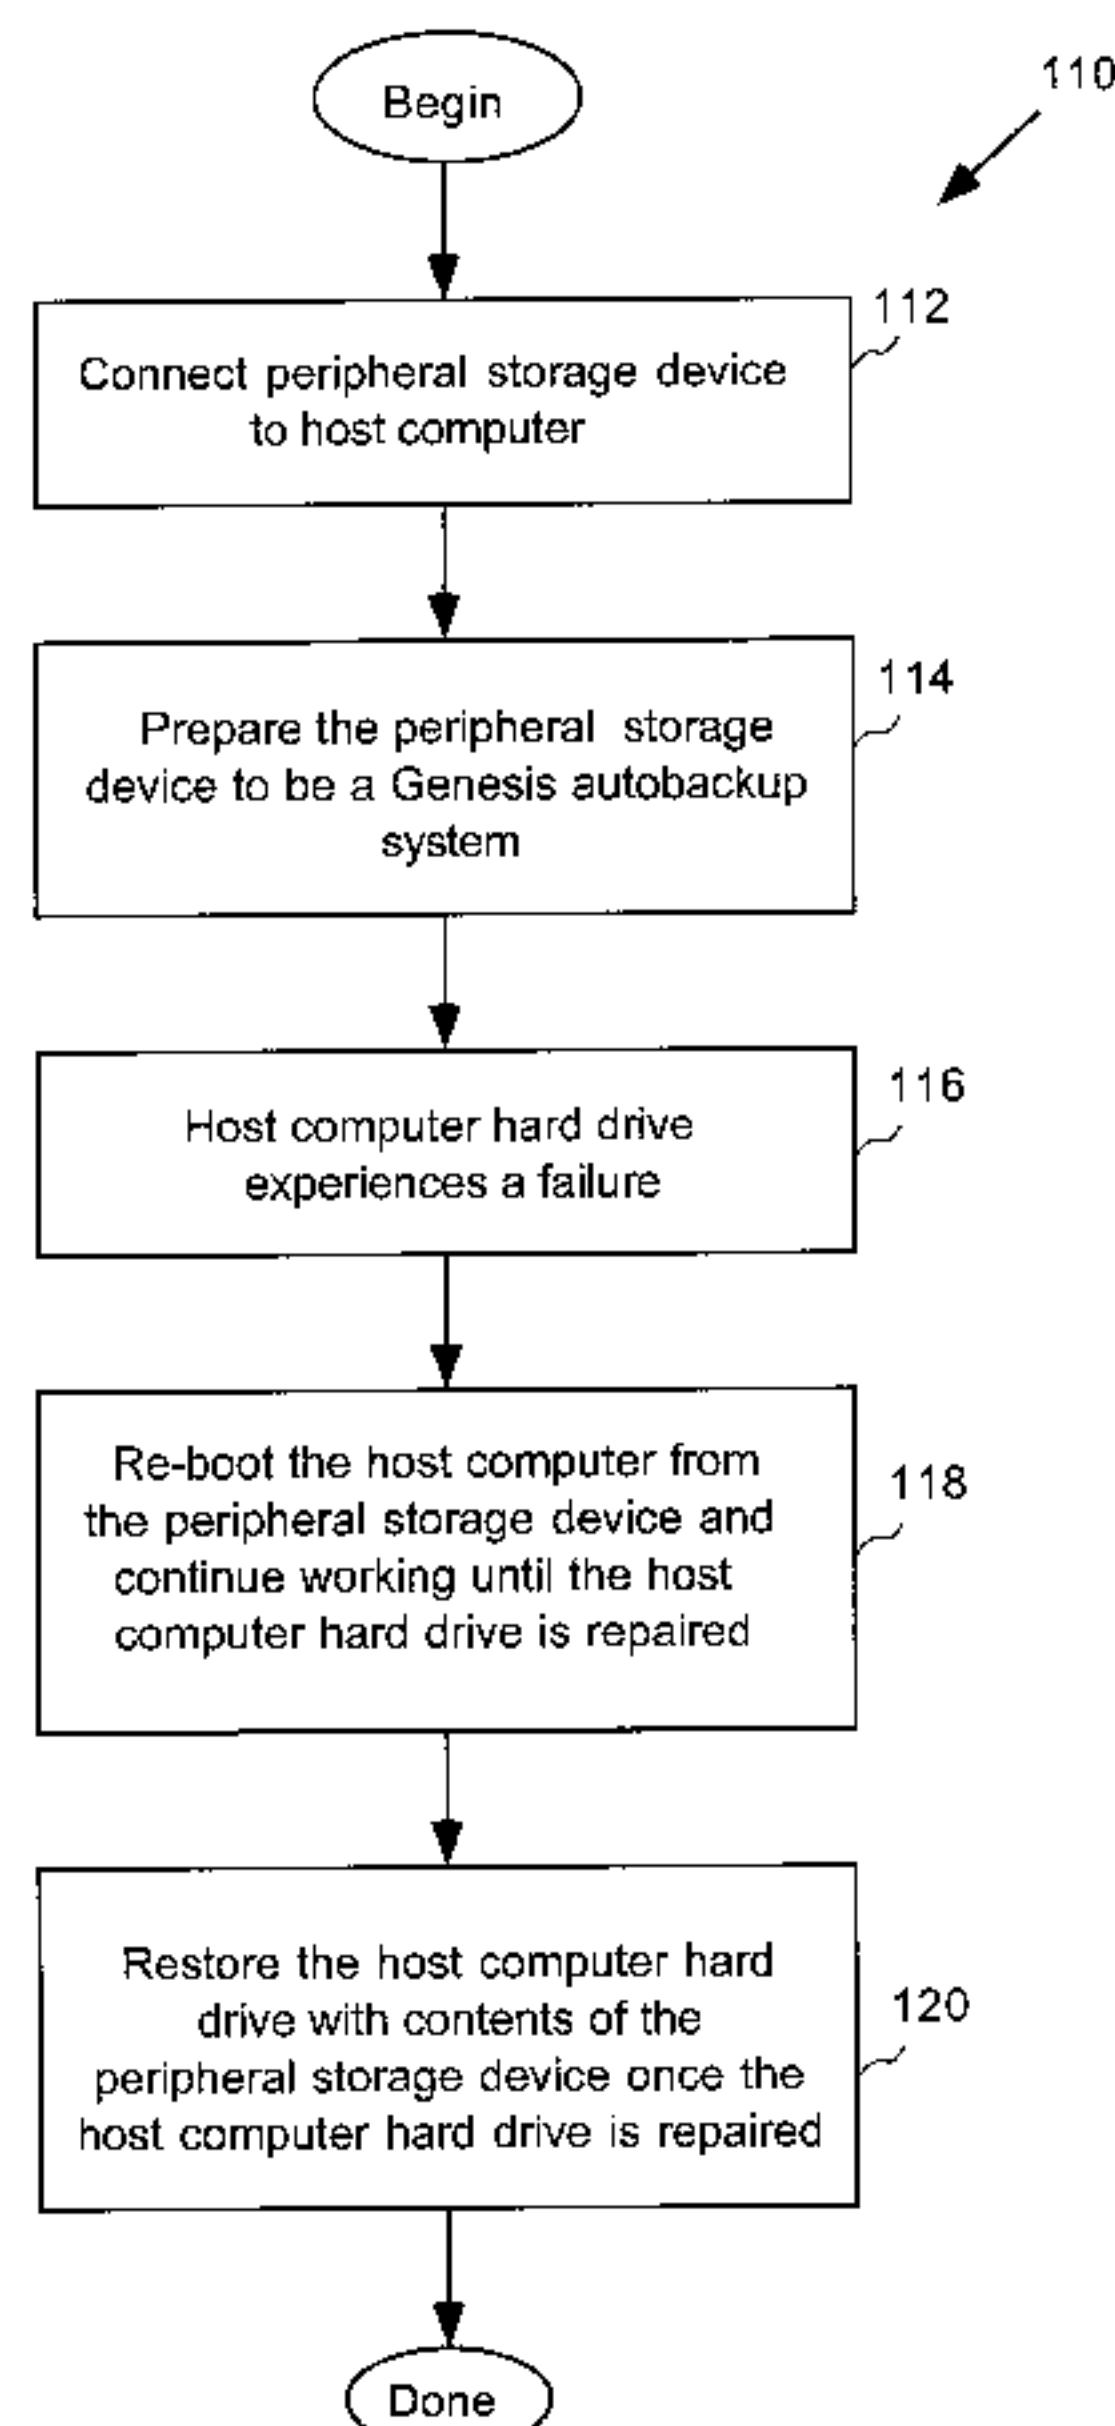 Begin
110
112
Connect peripheral storage device
to host computer
114
Prepare the peripheral storage
device to be a Genesis autobackup
system
116
Host computer hard drive
experiences a failure
118
Re-boot the host computer from
the peripheral storage device and
continue working until the host
computer hard drive is repaired
120
Restore the host computer hard
drive with contents of the
peripheral storage device once the
host computer hard drive is repaired
Done